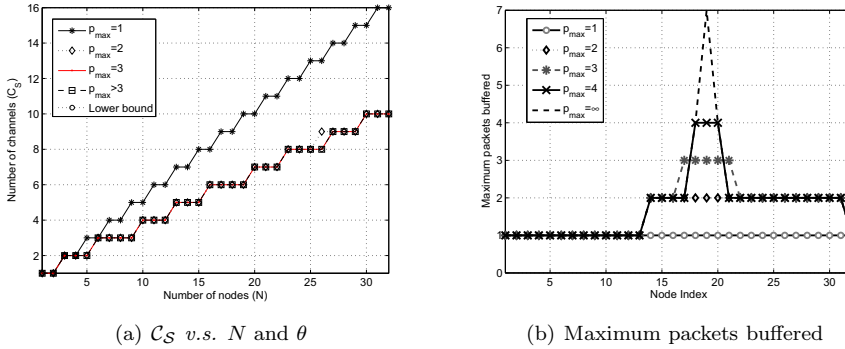 16
14
12
10
8
6
4
2
Number of channels (C_S)
p_max=1
p_max=2
p_max=3
p_max>3
Lower bound
5 10 15 20 25 30
Number of nodes (N)
(a) C_S v.s. N and θ
7
6
5
4
3
2
1
0
Maximum packets buffered
p_max=1
p_max=2
p_max=3
p_max=4
p_max=∞
5 10 15 20 25 30
Node Index
(b) Maximum packets buffered